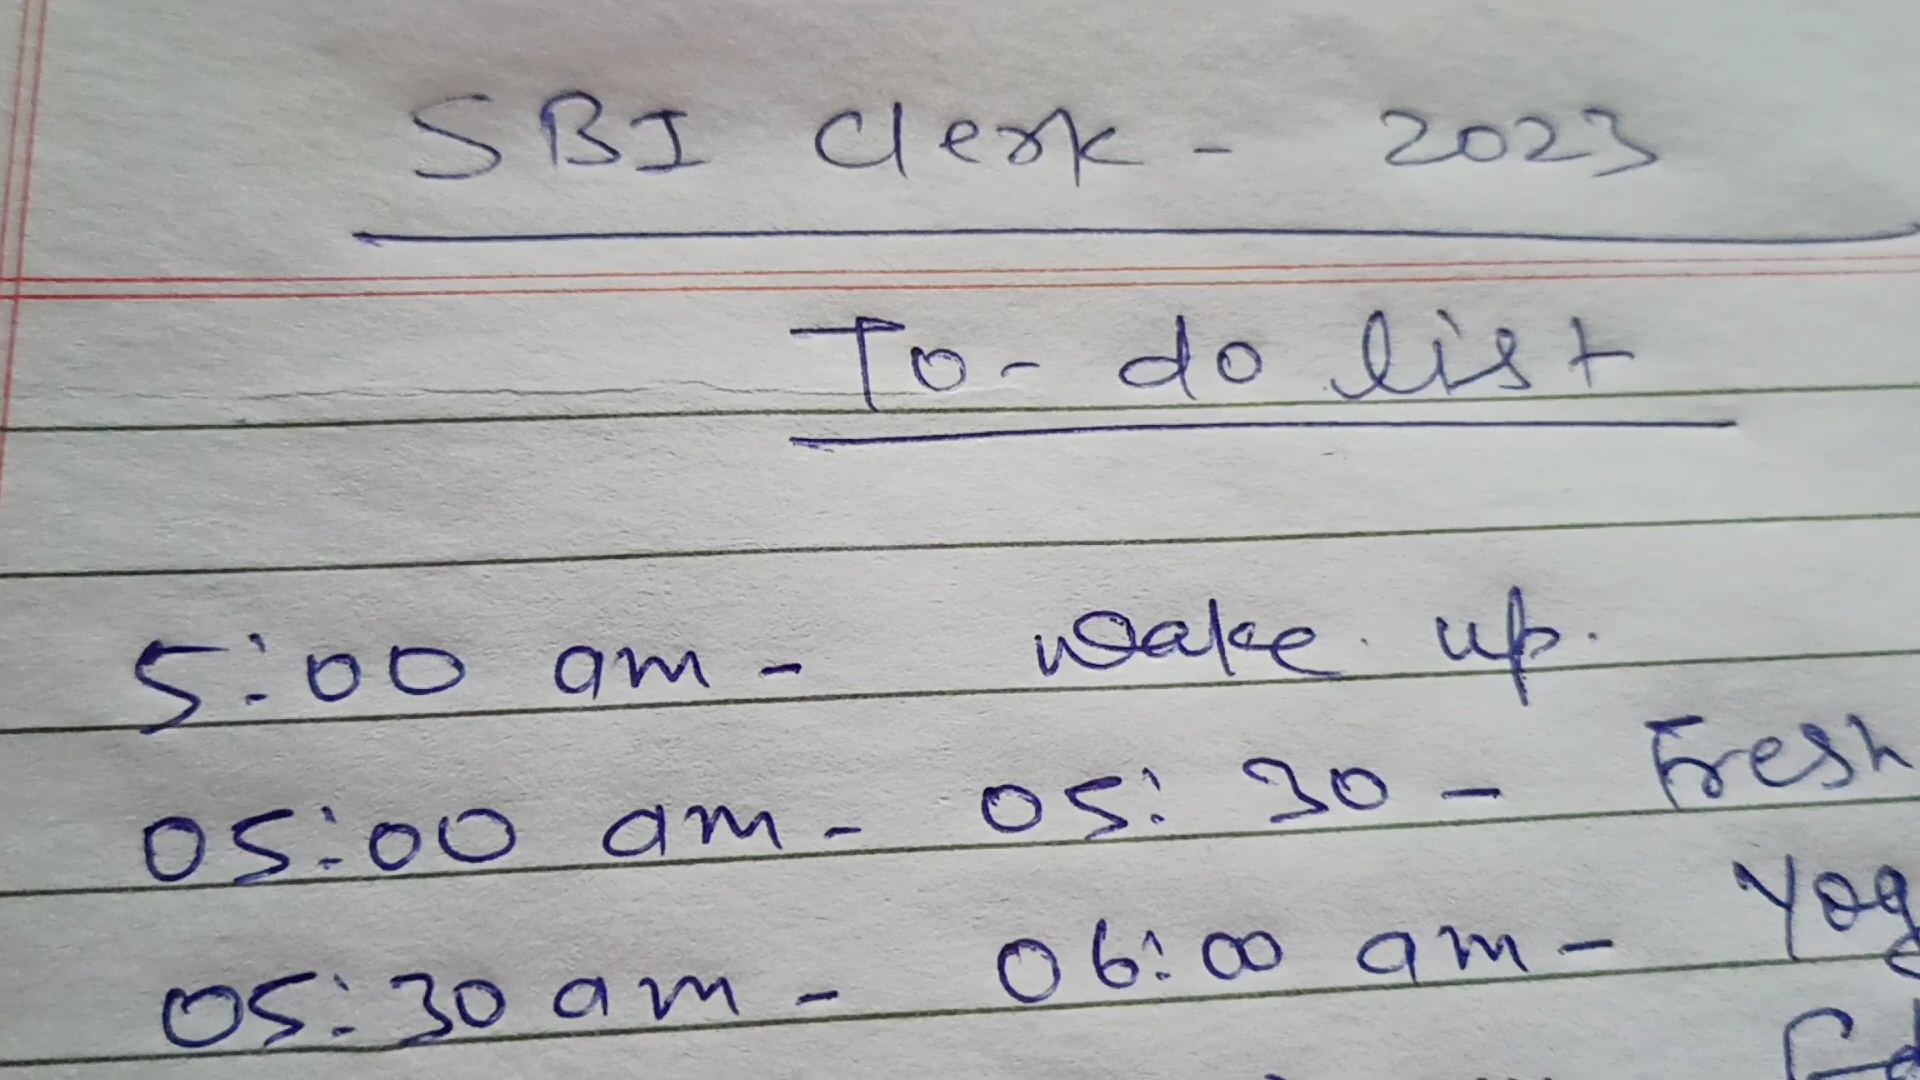 SBI Clerk - 2023
To-do list
5:00 am - Wake up.
05:00 am - 05:30 - Fresh
05:30 am - 06:00 am - Yog